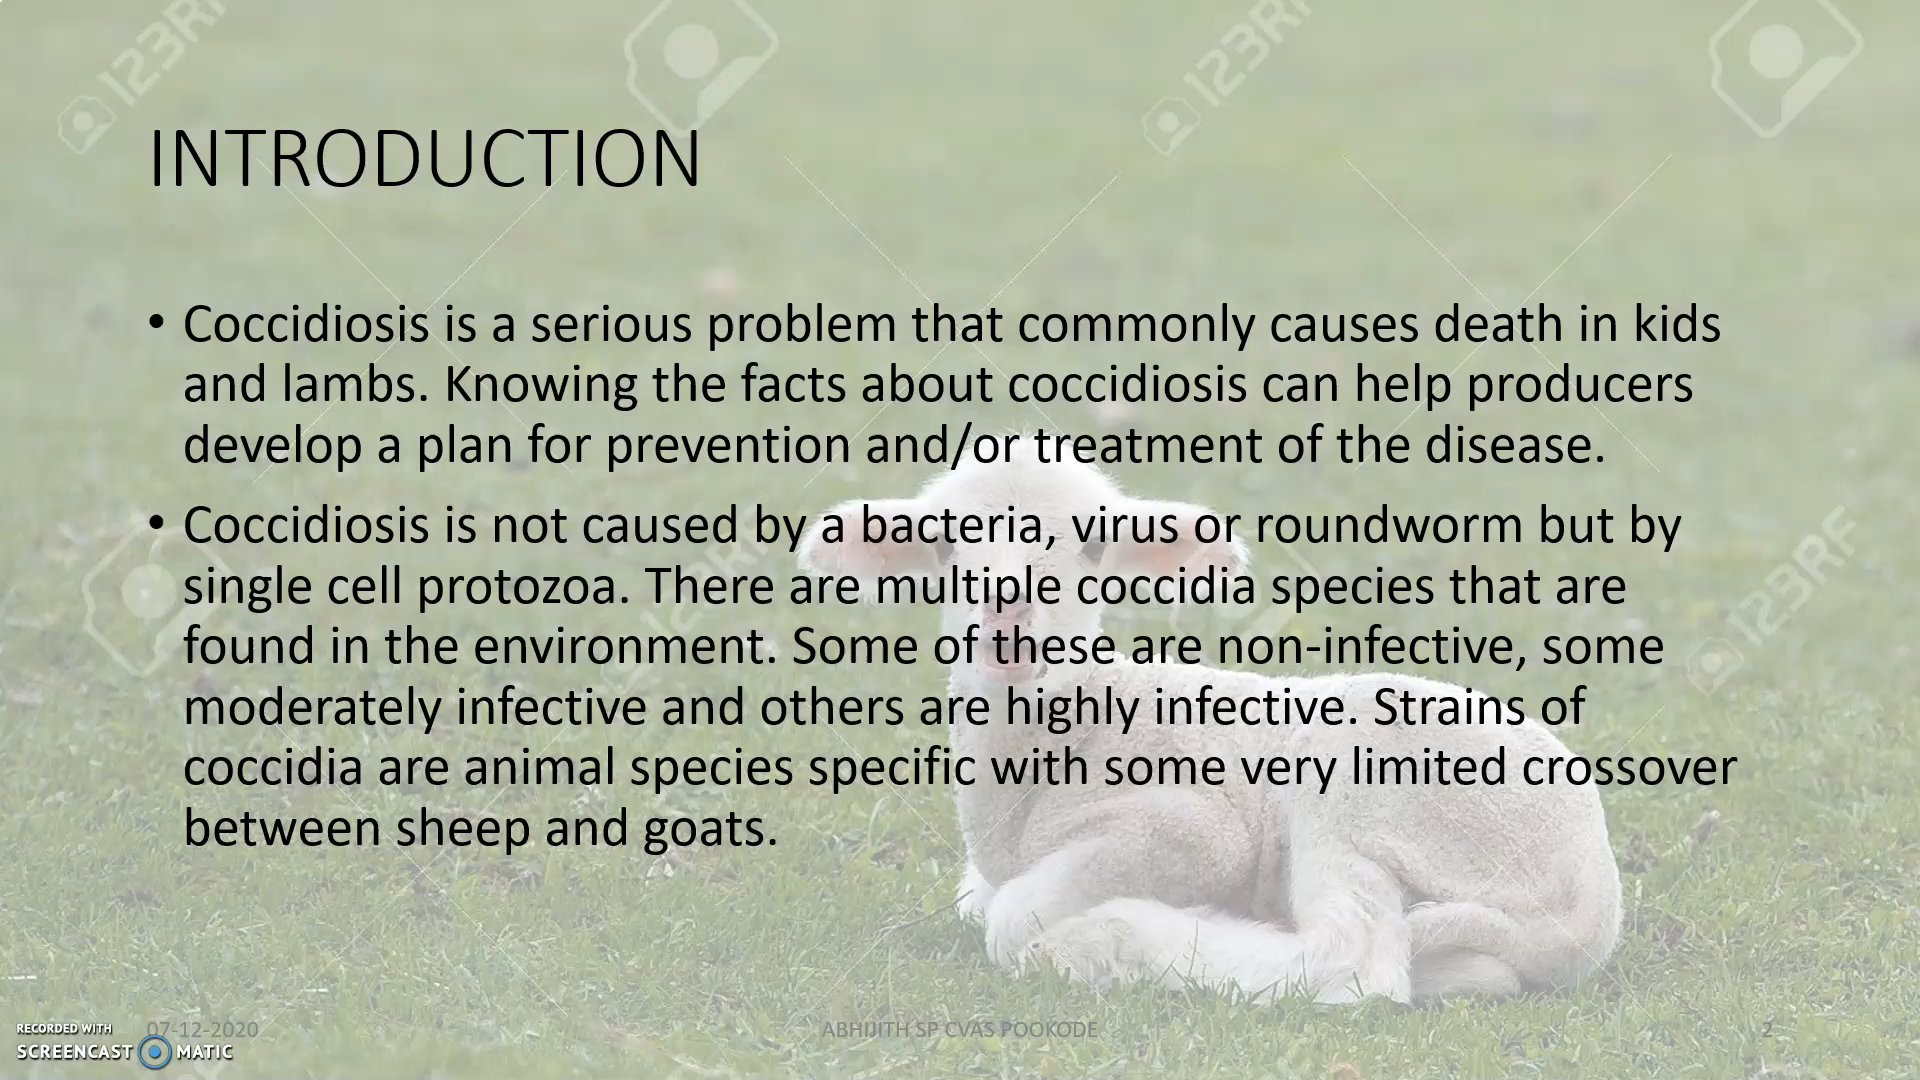 INTRODUCTION
• Coccidiosis is a serious problem that commonly causes death in kids
and lambs. Knowing the facts about coccidiosis can help producers
develop a plan for prevention and/or treatment of the disease.
• Coccidiosis is not caused by a bacteria, virus or roundworm but by
single cell protozoa. There are multiple coccidia species that are
found in the environment. Some of these are non-infective, some
moderately infective and others are highly infective. Strains of
coccidia are animal species specific with some very limited crossover
between sheep and goats.
07-12-2020
ABHIJITH SP CVAS POOKODE
2
RECORDED WITH
SCREENCAST MATIC
123RF
123RF
123RF
123RF